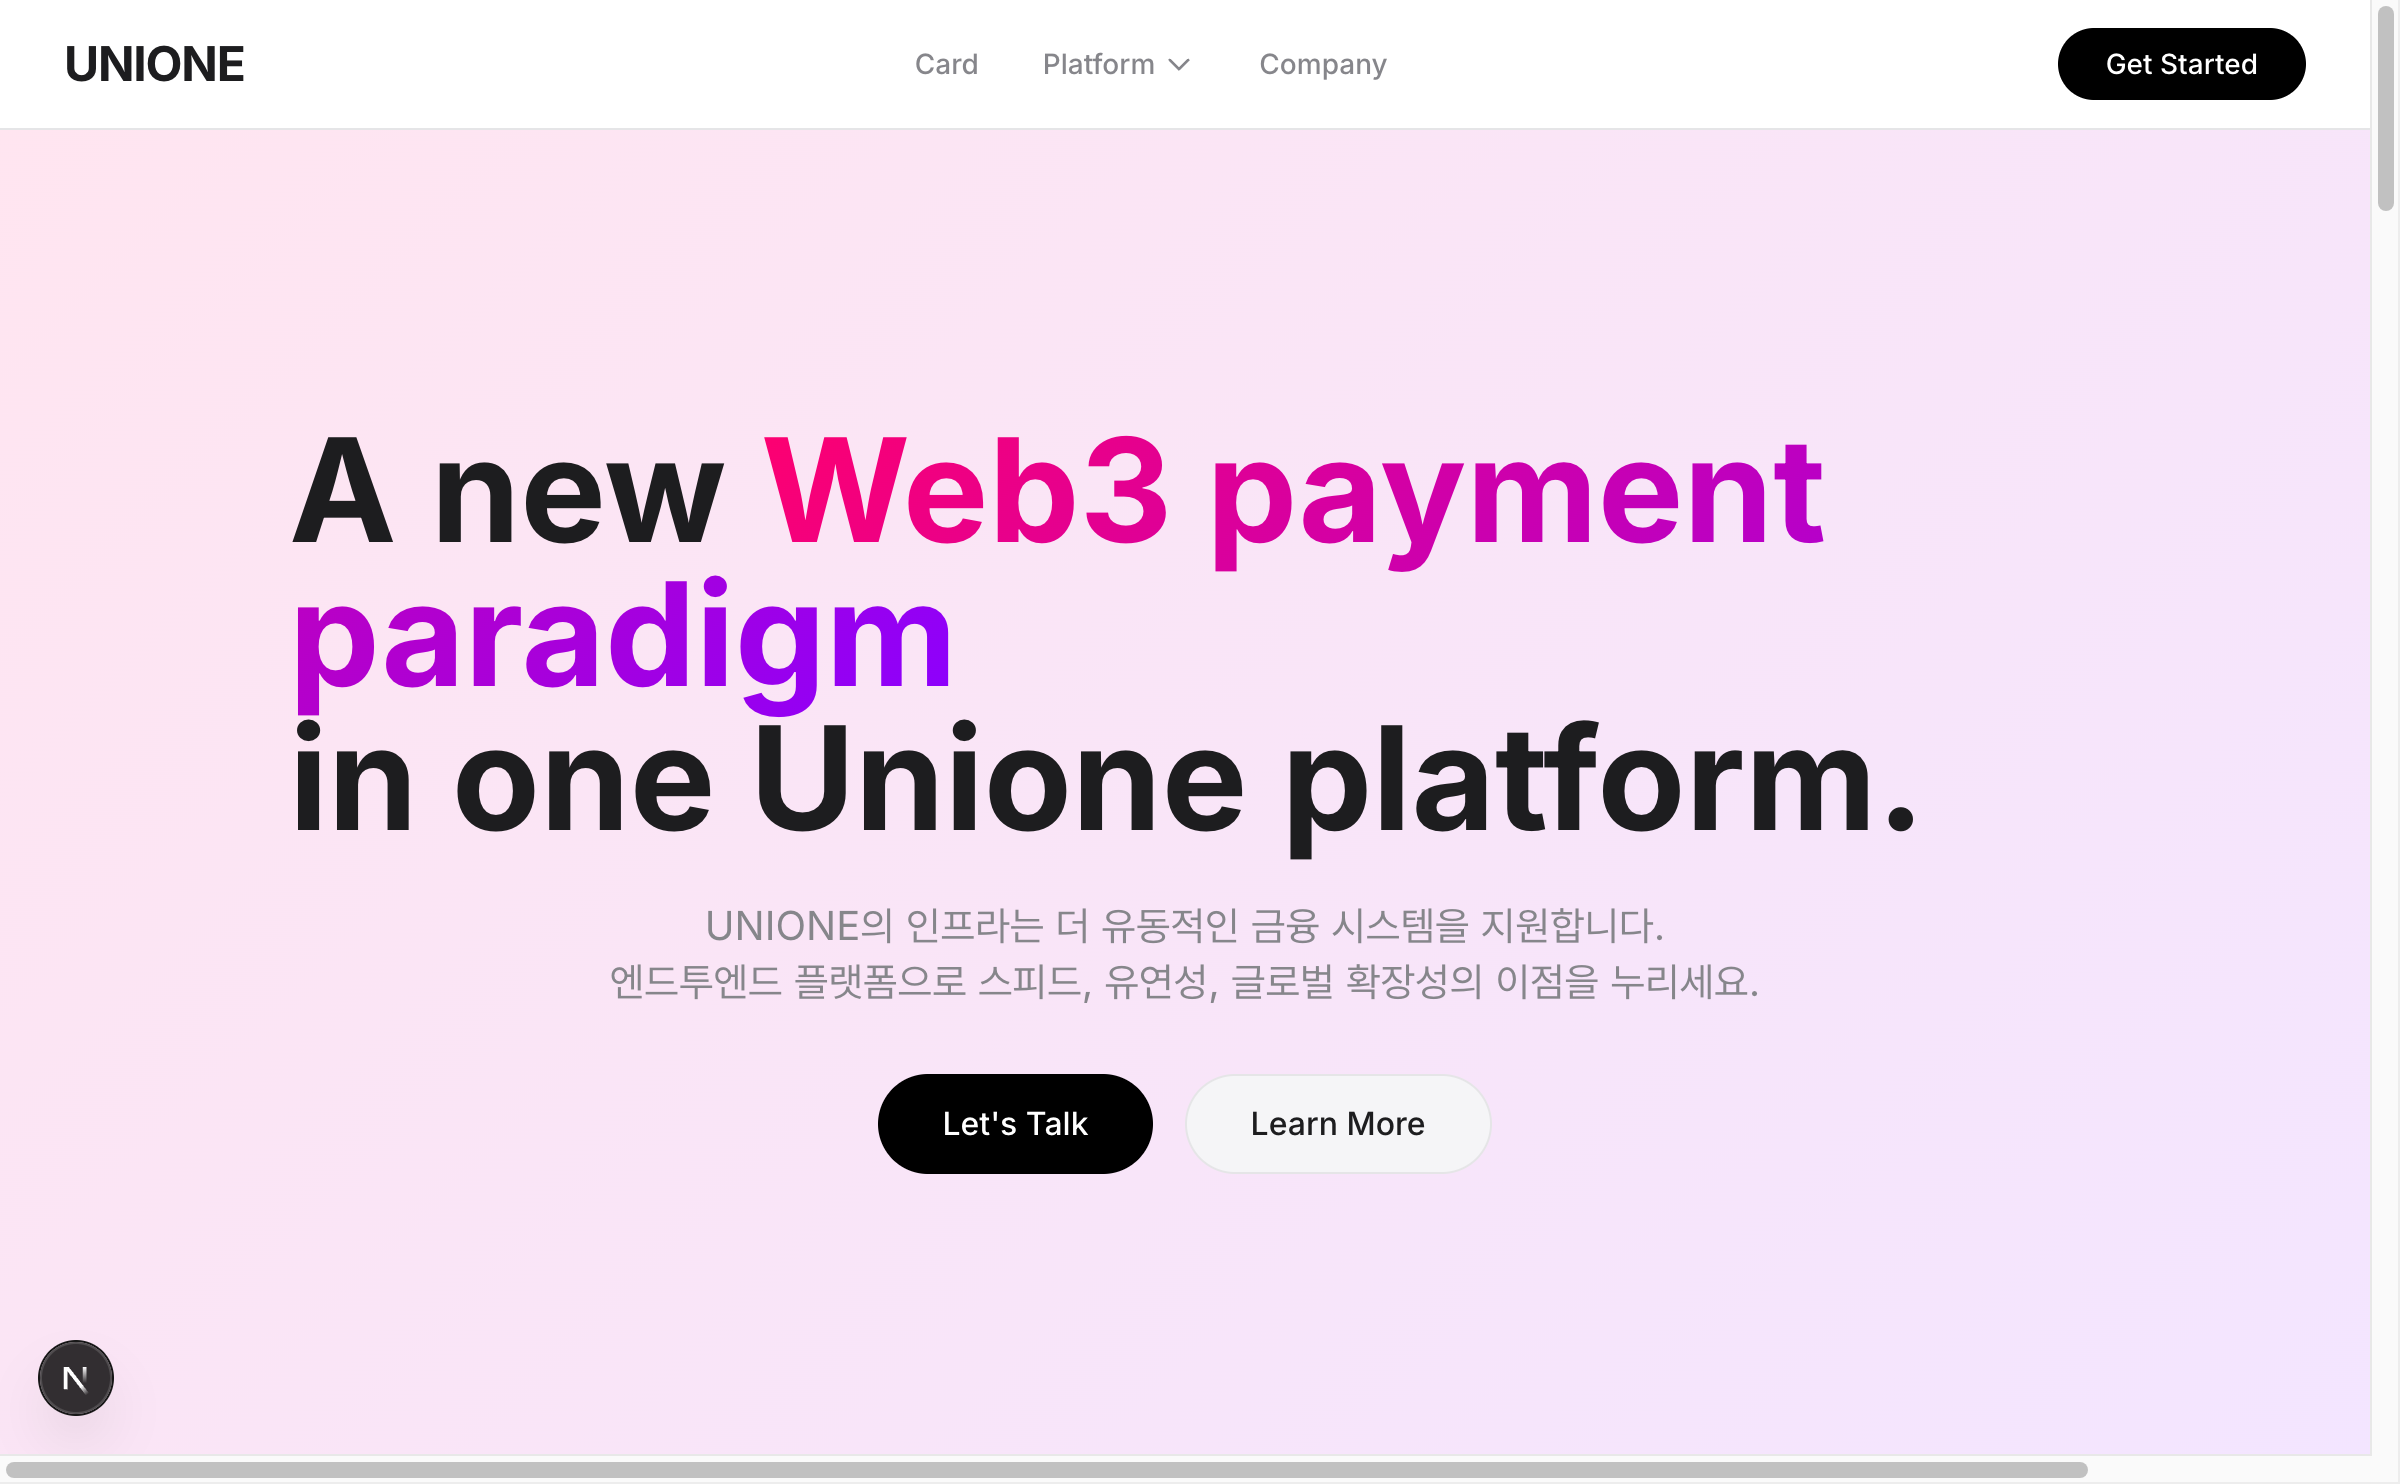 UNIONE
Card
Platform
Company
Get Started
A new Web3 payment
paradigm
in one Unione platform.
UNIONE의 인프라는 더 유동적인 금융 시스템을 지원합니다.
엔드투엔드 플랫폼으로 스피드, 유연성, 글로벌 확장성의 이점을 누리세요.
Let's Talk
Learn More
N